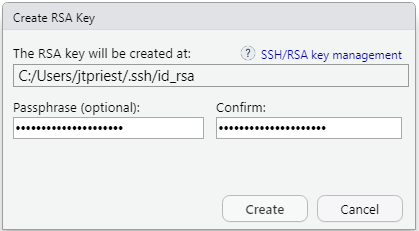 Create RSA Key
The RSA key will be created at:
? SSH/RSA key management
C:/Users/jtpriest/.ssh/id_rsa
Passphrase (optional): Confirm:
••••••••••••••••••••• •••••••••••••••••••••
Create Cancel